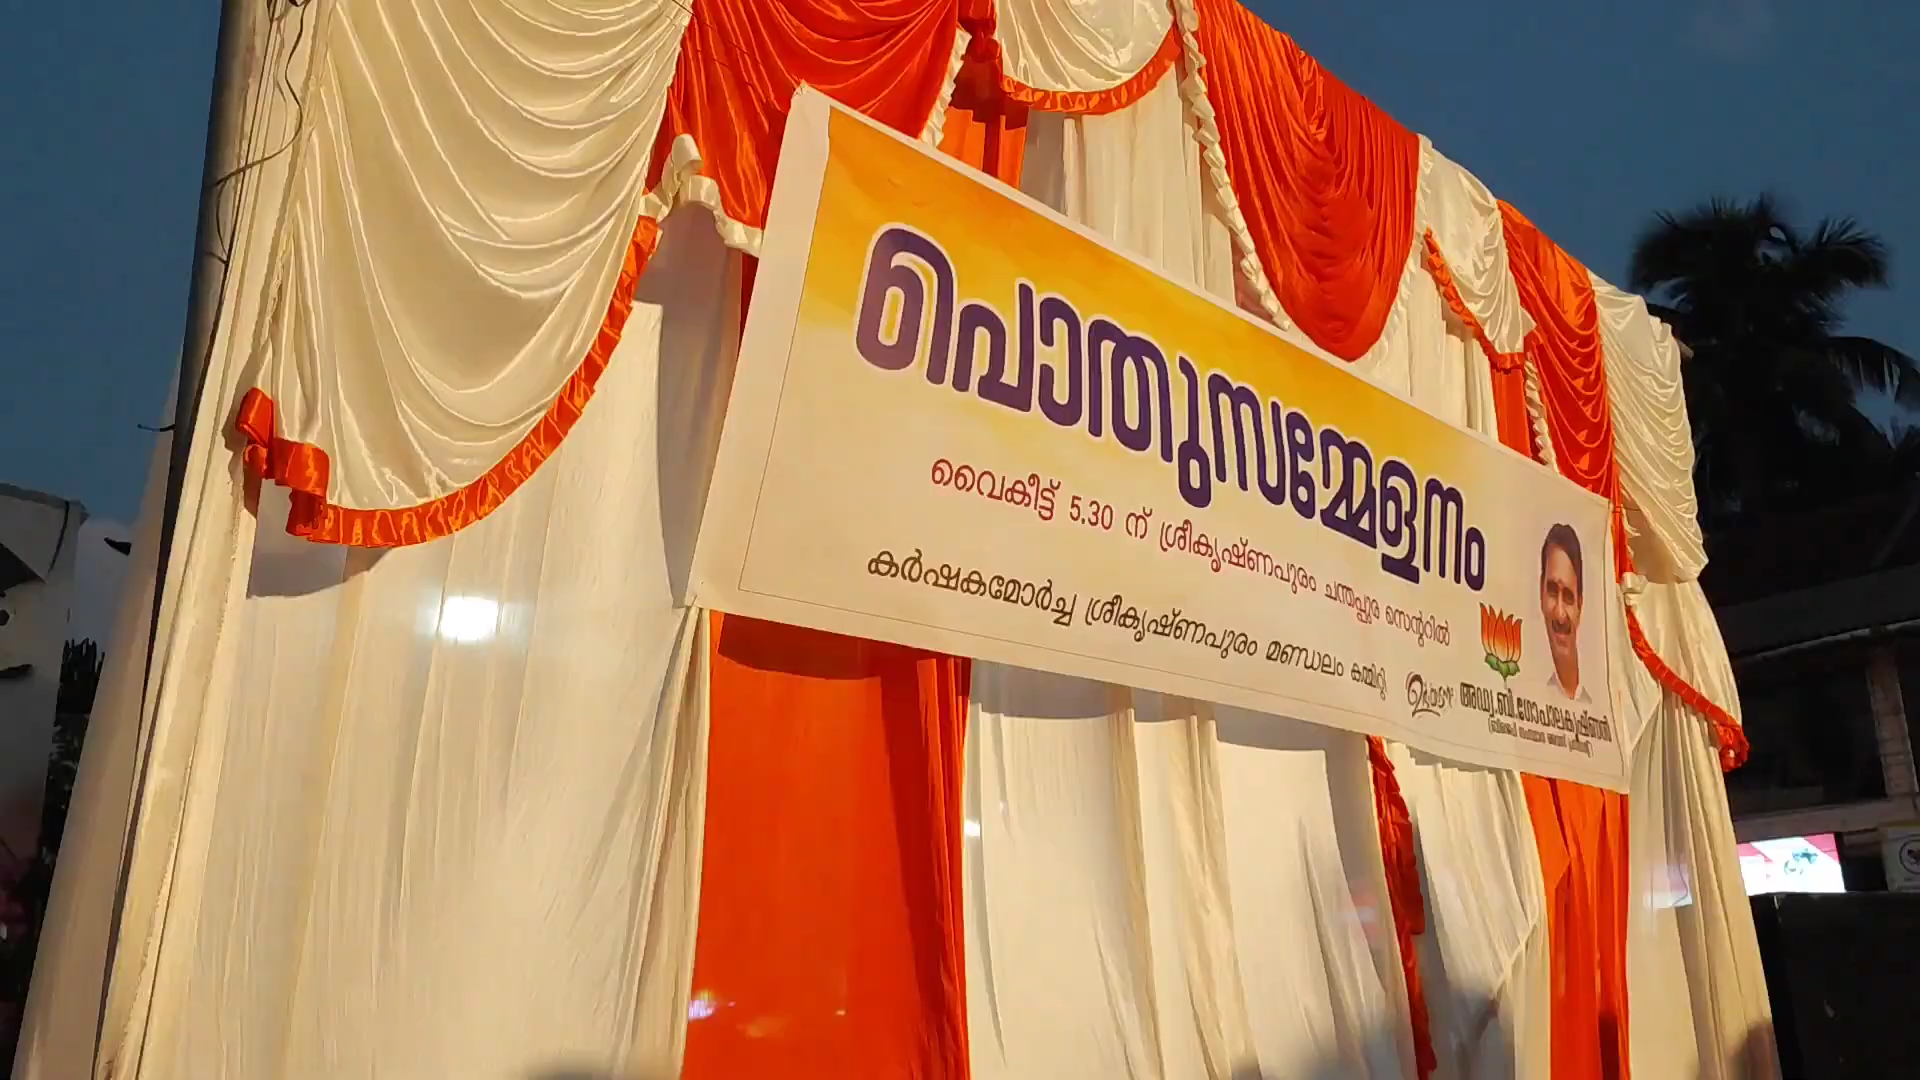 പൊതുസമ്മേളനം
വൈകീട്ട് 5.30 ന് ശ്രീകൃഷ്ണപുരം ചന്തപ്പുര സെന്ററിൽ
കർഷകമോർച്ച ശ്രീകൃഷ്ണപുരം മണ്ഡലം കമ്മിറ്റി
അഡ്വ.ബി.ഗോപാലകൃഷ്ണൻ